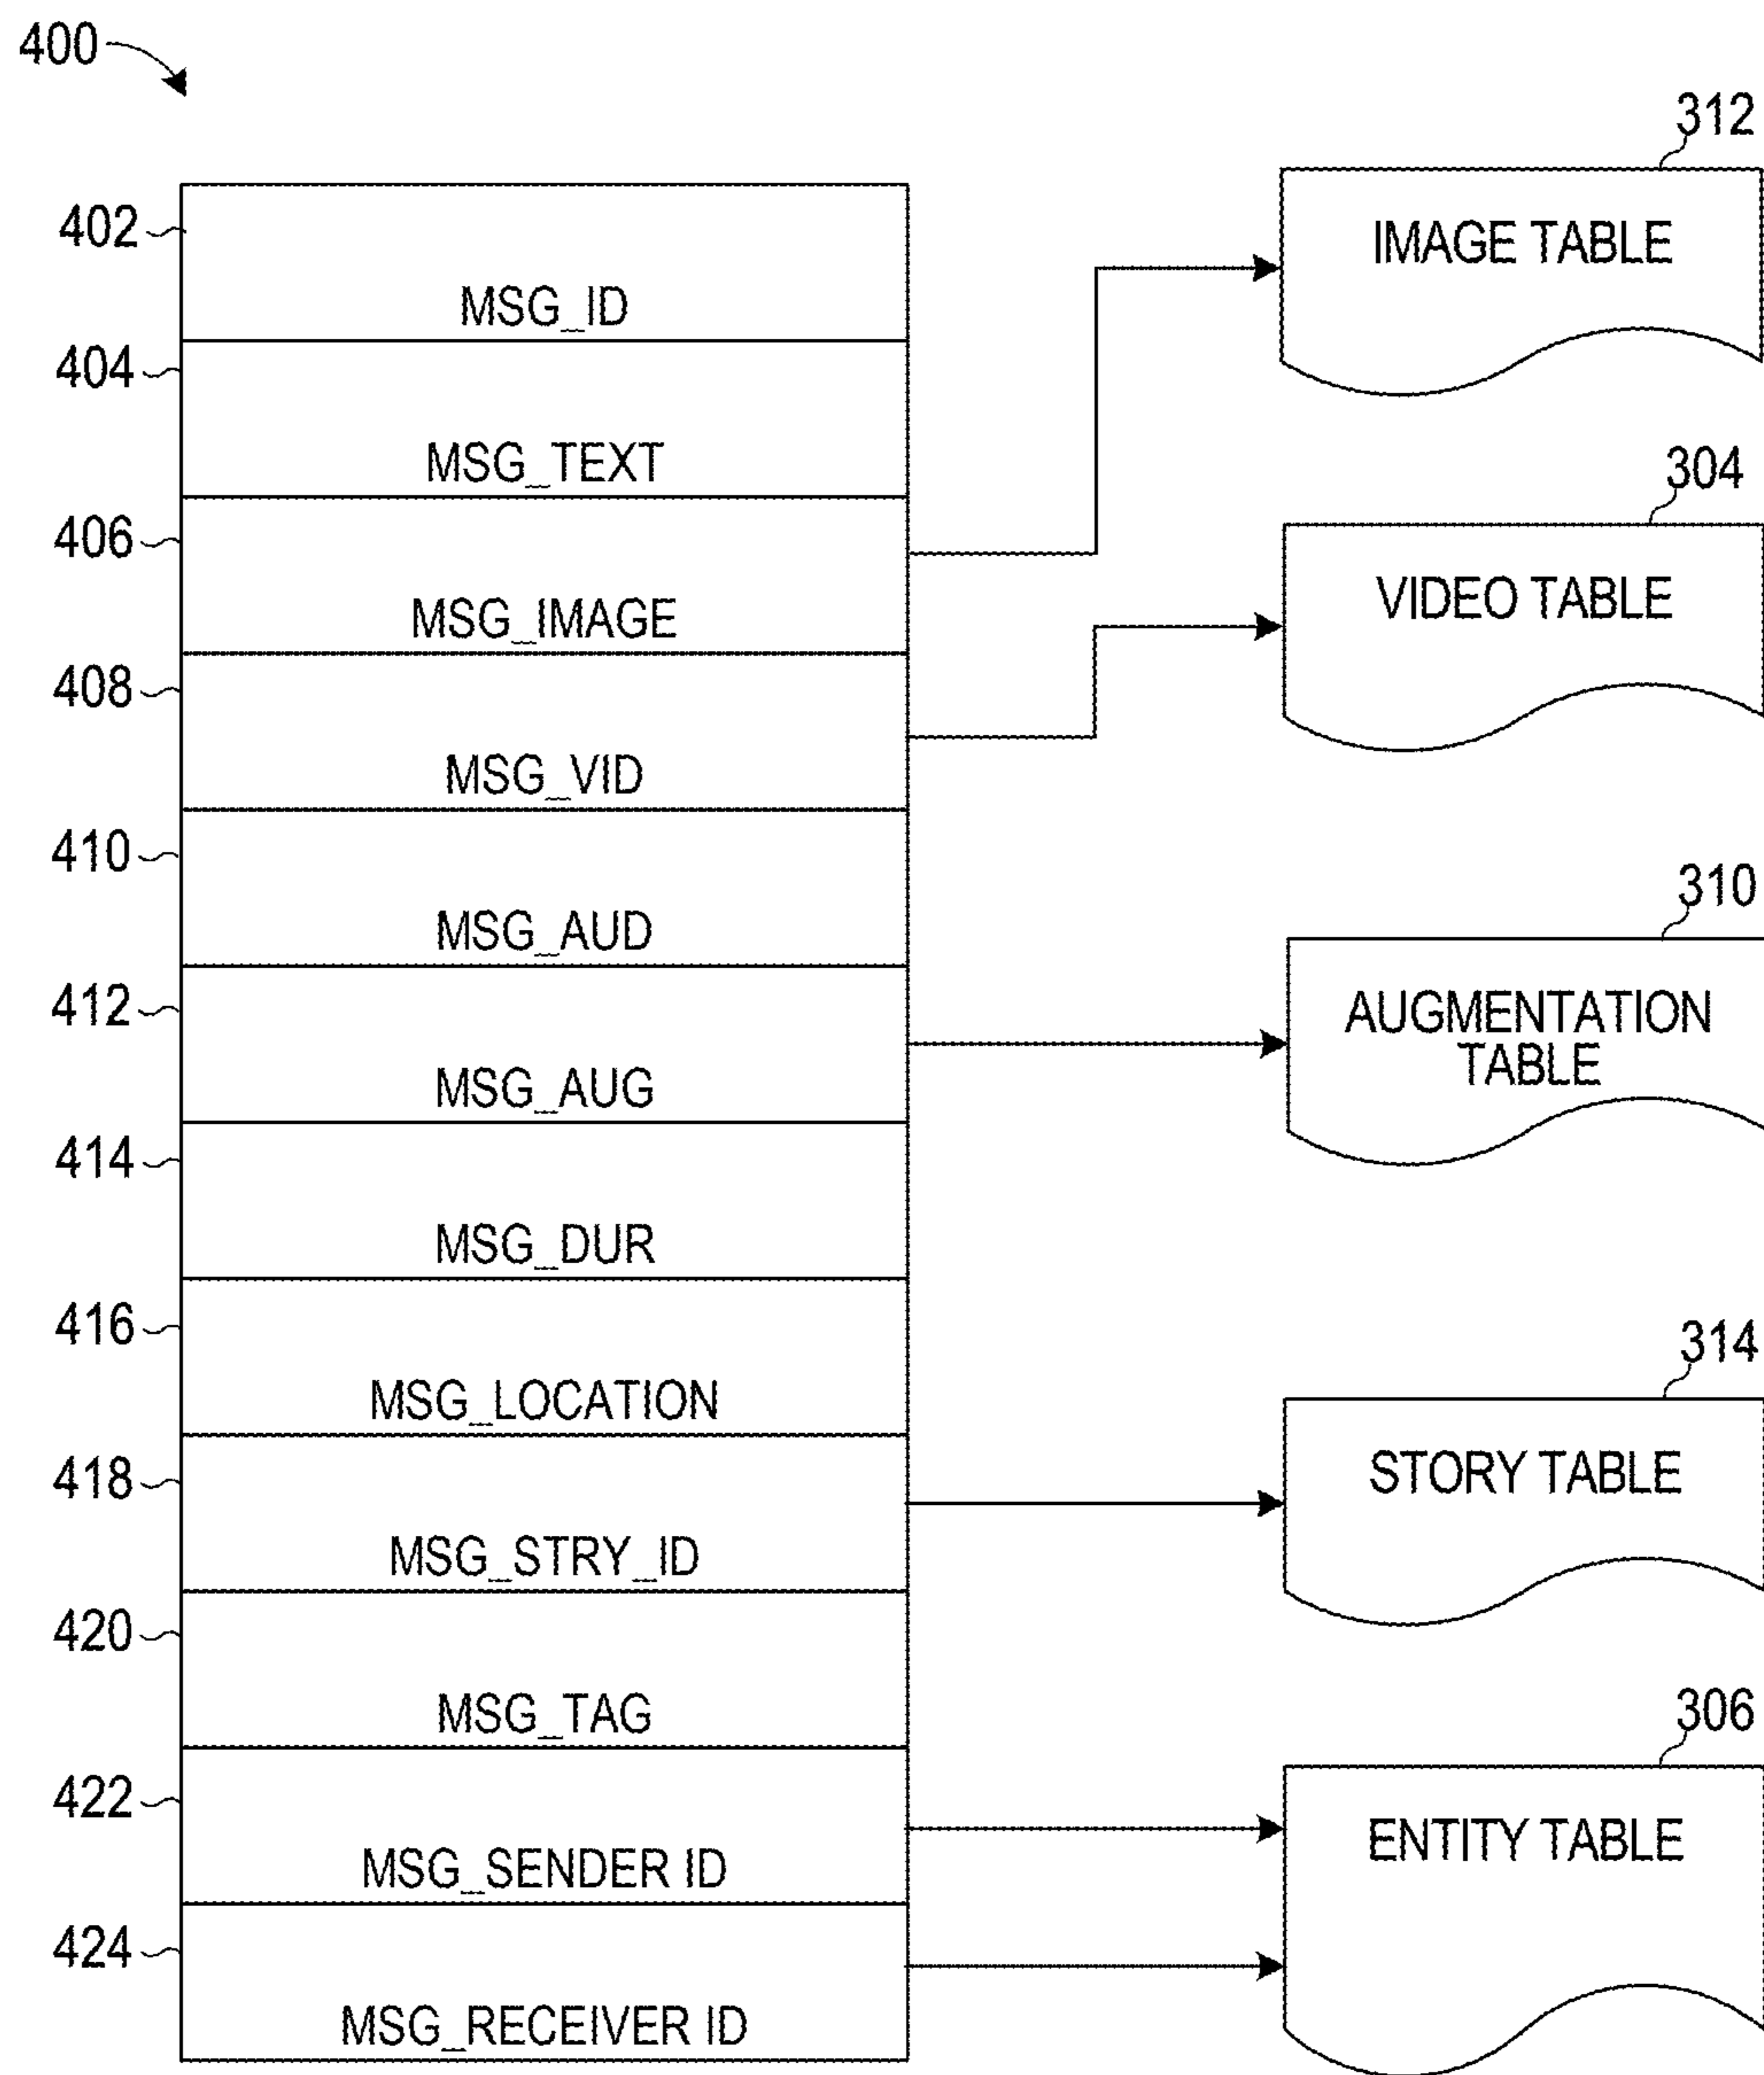 400
402
MSG_ID
404
MSG_TEXT
406
MSG_IMAGE
408
MSG_VID
410
MSG_AUD
412
MSG_AUG
414
MSG_DUR
416
MSG_LOCATION
418
MSG_STRY_ID
420
MSG_TAG
422
MSG_SENDER ID
424
MSG_RECEIVER ID
312
IMAGE TABLE
304
VIDEO TABLE
310
AUGMENTATION
TABLE
314
STORY TABLE
306
ENTITY TABLE